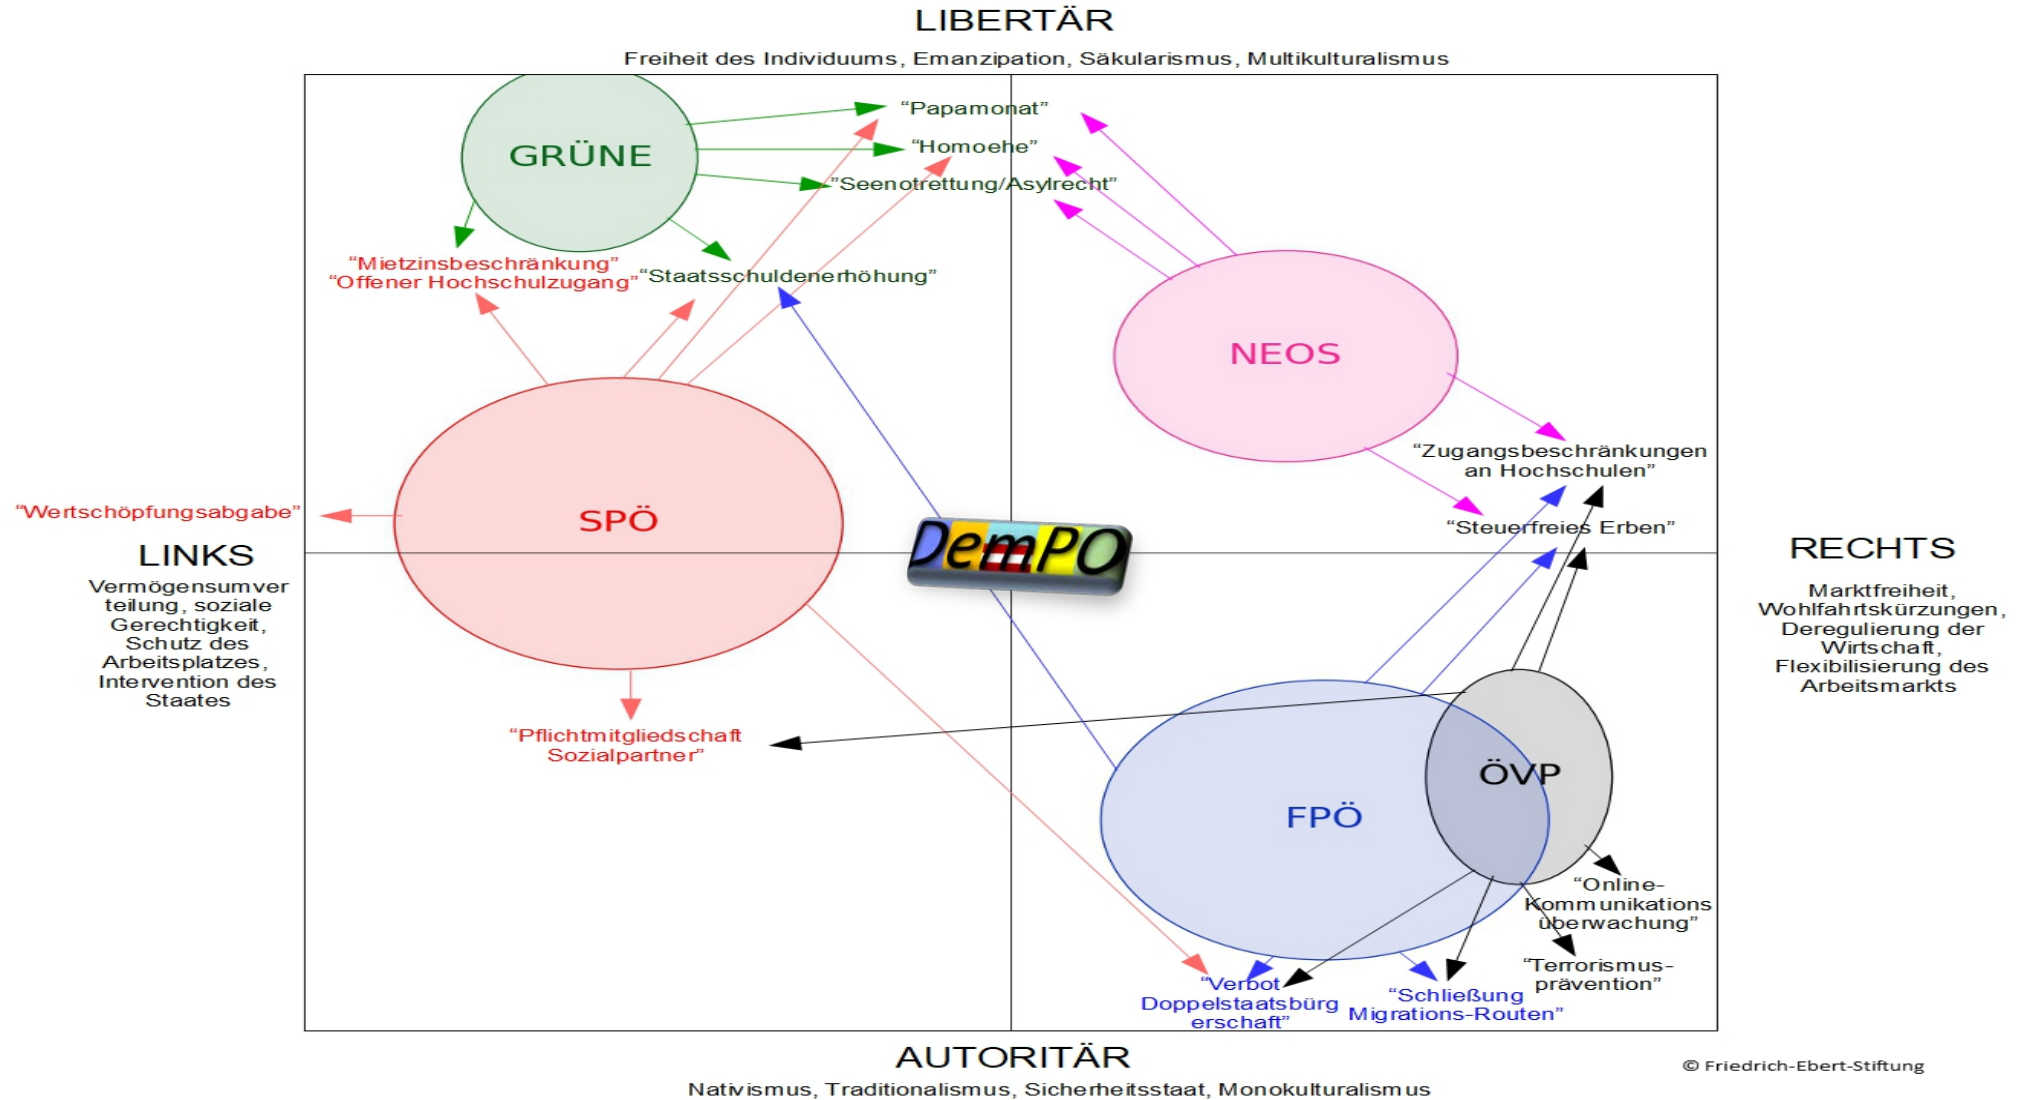 LIBERTÄR
Freiheit des Individuums, Emanzipation, Säkularismus, Multikulturalismus
GRÜNE
“Papamonat”
“Homoehe”
”Seenotrettung/Asylrecht”
“Mietzinsbeschränkung”
“Offener Hochschulzugang”
“Staatsschuldenerhöhung”
NEOS
“Zugangsbeschränkungen
an Hochschulen”
“Steuerfreies Erben”
SPÖ
“Wertschöpfungsabgabe”
LINKS
Vermögensumver
teilung, soziale
Gerechtigkeit,
Schutz des
Arbeitsplatzes,
Intervention des
Staates
DemPO
RECHTS
Marktfreiheit,
Wohlfahrtskürzungen,
Deregulierung der
Wirtschaft,
Flexibilisierung des
Arbeitsmarkts
“Pflichtmitgliedschaft
Sozialpartner”
FPÖ
ÖVP
“Online-
Kommunikations
überwachung”
“Terrorismus-
prävention”
“Verbot
Doppelstaatsbürg
erschaft”
“Schließung
Migrations-Routen”
AUTORITÄR
Nativismus, Traditionalismus, Sicherheitsstaat, Monokulturalismus
© Friedrich-Ebert-Stiftung